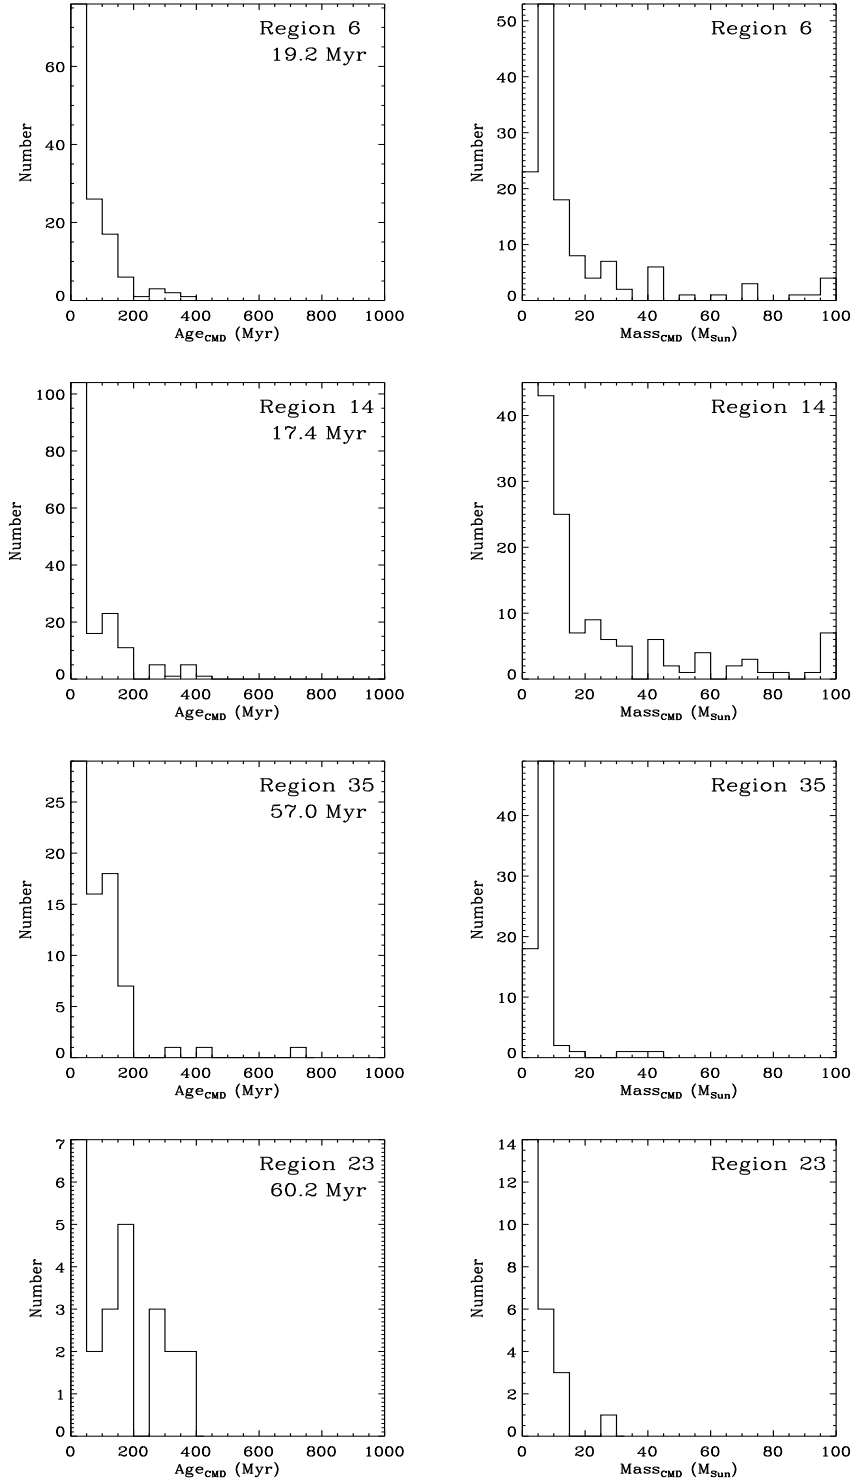 Region 6
19.2 Myr
Number
60
40
20
0
0 200 400 600 800 1000
Age_CMD (Myr)
Region 6
Number
50
40
30
20
10
0
20 40 60 80 100
Mass_CMD (M_Sun)
Region 14
17.4 Myr
Number
100
80
60
40
20
0
0 200 400 600 800 1000
Age_CMD (Myr)
Region 14
Number
40
30
20
10
0
0 20 40 60 80 100
Mass_CMD (M_Sun)
Region 35
57.0 Myr
Number
25
20
15
10
5
0
0 200 400 600 800 1000
Age_CMD (Myr)
Region 35
Number
40
30
20
10
0
20 40 60 80 100
Mass_CMD (M_Sun)
Region 23
60.2 Myr
Number
7
6
5
4
3
2
1
0
0 200 400 600 800 1000
Age_CMD (Myr)
Region 23
Number
14
12
10
8
6
4
2
0 20 40 60 80 100
Mass_CMD (M_Sun)